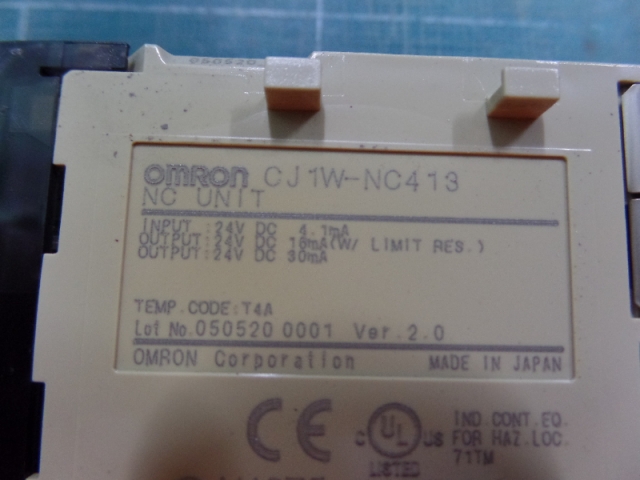 050520
omron CJ1W-NC413
NC UNIT
INPUT :24V DC 4.1mA
OUTPUT:24V DC 16mA(W/ LIMIT RES.)
OUTPUT:24V DC 30mA
TEMP.CODE:T4A
Lot No.050520 0001 Ver.2.0
OMRON Corporation MADE IN JAPAN
CE
C UL US
LISTED
IND.CONT.EQ.
FOR HAZ.LOC.
71TM